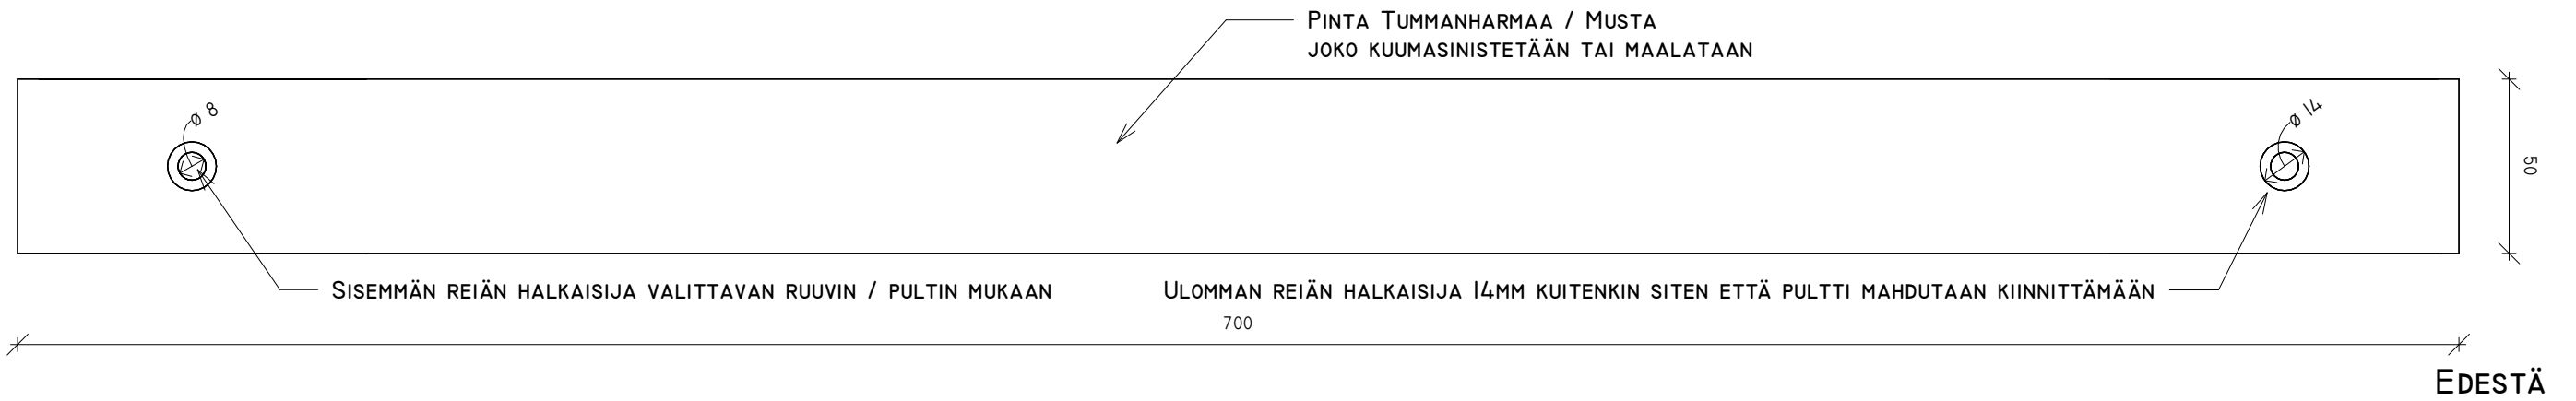 Pinta Tummanharmaa / Musta
joko kuumasinistetään tai maalataan
ø 8
ø 14
50
Sisemmän reiän halkaisija valittavan ruuvin / pultin mukaan
Ulomman reiän halkaisija 14mm kuitenkin siten että pultti mahdutaan kiinnittämään
700
Edestä